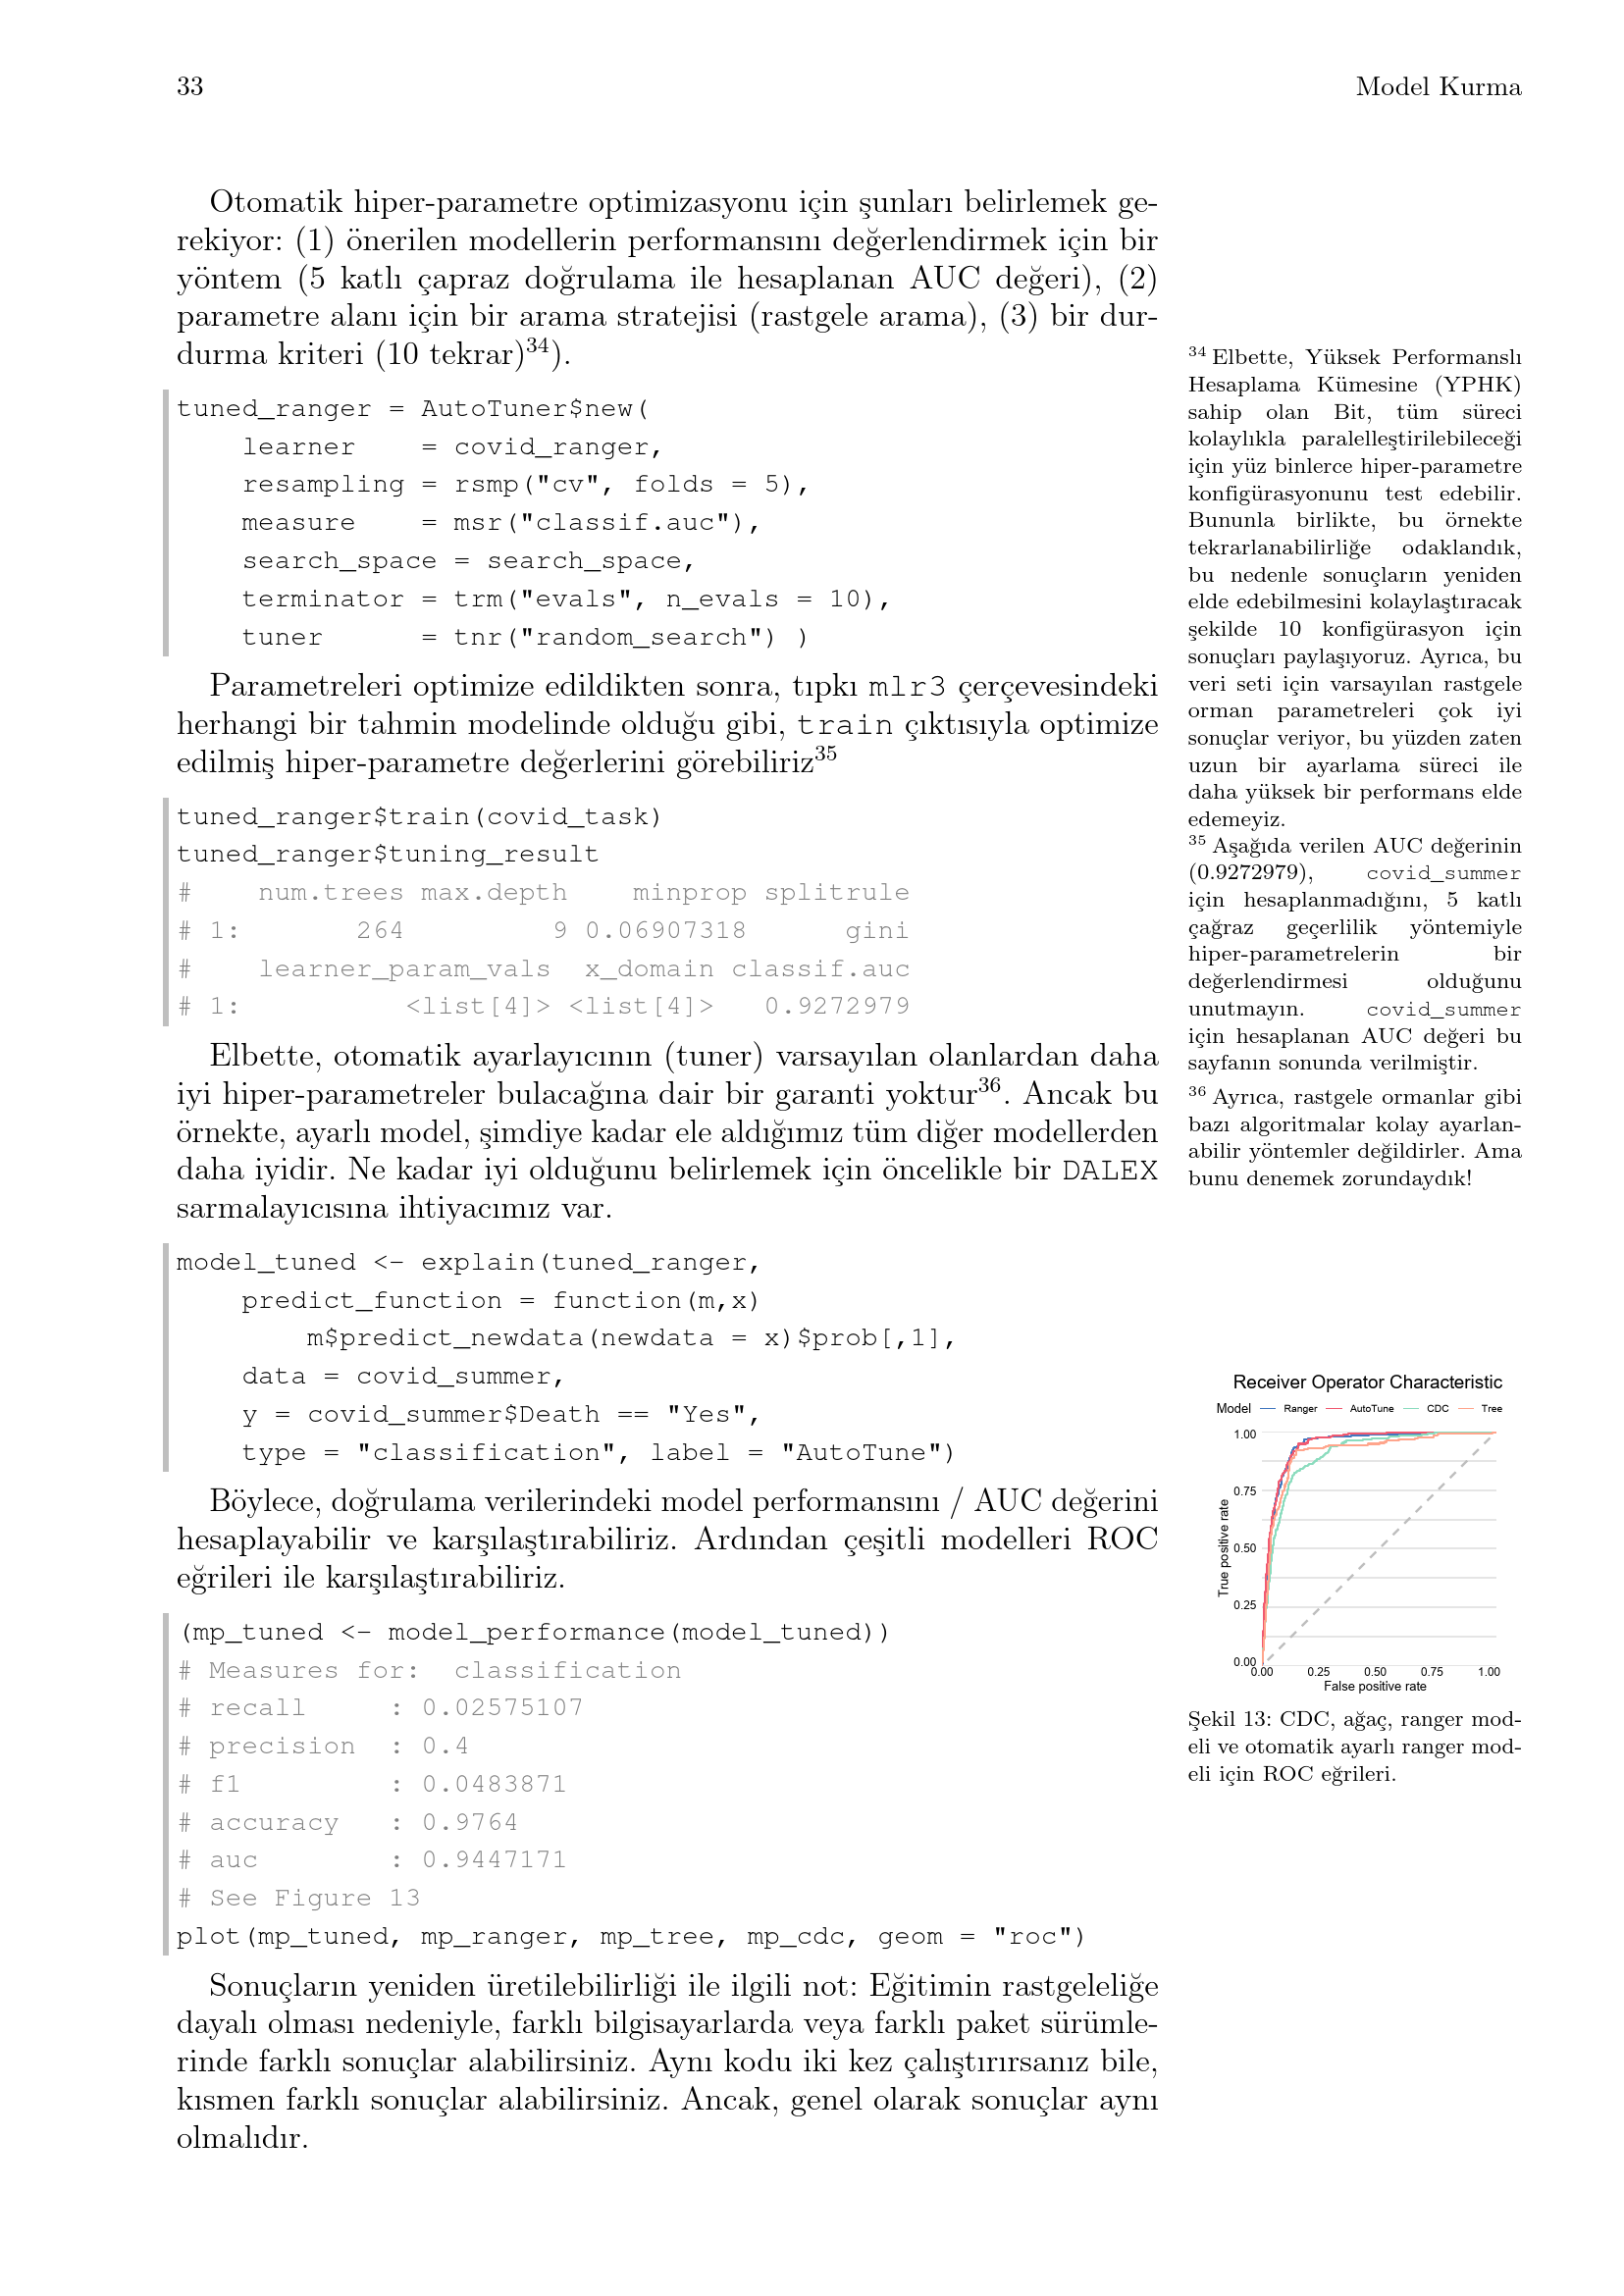 33
Model Kurma
Otomatik hiper-parametre optimizasyonu için şunları belirlemek ge-
rekiyor: (1) önerilen modellerin performansını değerlendirmek için bir
yöntem (5 katlı çapraz doğrulama ile hesaplanan AUC değeri), (2)
parametre alanı için bir arama stratejisi (rastgele arama), (3) bir dur-
durma kriteri (10 tekrar)34).
tuned_ranger = AutoTuner$new(
    learner    = covid_ranger,
    resampling = rsmp("cv", folds = 5),
    measure    = msr("classif.auc"),
    search_space = search_space,
    terminator = trm("evals", n_evals = 10),
    tuner      = tnr("random_search") )
Parametreleri optimize edildikten sonra, tıpkı mlr3 çerçevesindeki
herhangi bir tahmin modelinde olduğu gibi, train çıktısıyla optimize
edilmiş hiper-parametre değerlerini görebiliriz35
tuned_ranger$train(covid_task)
tuned_ranger$tuning_result
#    num.trees max.depth    minprop splitrule
# 1:       264         9 0.06907318      gini
#    learner_param_vals  x_domain classif.auc
# 1:          <list[4]> <list[4]>   0.9272979
Elbette, otomatik ayarlayıcının (tuner) varsayılan olanlardan daha
iyi hiper-parametreler bulacağına dair bir garanti yoktur36. Ancak bu
örnekte, ayarlı model, şimdiye kadar ele aldığımız tüm diğer modellerden
daha iyidir. Ne kadar iyi olduğunu belirlemek için öncelikle bir DALEX
sarmalayıcısına ihtiyacımız var.
model_tuned <- explain(tuned_ranger,
    predict_function = function(m,x)
        m$predict_newdata(newdata = x)$prob[,1],
    data = covid_summer,
    y = covid_summer$Death == "Yes",
    type = "classification", label = "AutoTune")
Böylece, doğrulama verilerindeki model performansını / AUC değerini
hesaplayabilir ve karşılaştırabiliriz. Ardından çeşitli modelleri ROC
eğrileri ile karşılaştırabiliriz.
(mp_tuned <- model_performance(model_tuned))
# Measures for:  classification
# recall     : 0.02575107
# precision  : 0.4
# f1         : 0.0483871
# accuracy   : 0.9764
# auc        : 0.9447171
# See Figure 13
plot(mp_tuned, mp_ranger, mp_tree, mp_cdc, geom = "roc")
Sonuçların yeniden üretilebilirliği ile ilgili not: Eğitimin rastgeleliğe
dayalı olması nedeniyle, farklı bilgisayarlarda veya farklı paket sürümle-
rinde farklı sonuçlar alabilirsiniz. Aynı kodu iki kez çalıştırırsanız bile,
kısmen farklı sonuçlar alabilirsiniz. Ancak, genel olarak sonuçlar aynı
olmalıdır.
34 Elbette, Yüksek Performanslı
Hesaplama Kümesine (YPHK)
sahip olan Bit, tüm süreci
kolaylıkla paralelleştirilebileceği
için yüz binlerce hiper-parametre
konfigürasyonunu test edebilir.
Bununla birlikte, bu örnekte
tekrarlanabilirliğe odaklandık,
bu nedenle sonuçların yeniden
elde edebilmesini kolaylaştıracak
şekilde 10 konfigürasyon için
sonuçları paylaşıyoruz. Ayrıca, bu
veri seti için varsayılan rastgele
orman parametreleri çok iyi
sonuçlar veriyor, bu yüzden zaten
uzun bir ayarlama süreci ile
daha yüksek bir performans elde
edemeyiz.
35 Aşağıda verilen AUC değerinin
(0.9272979), covid_summer
için hesaplanmadığını, 5 katlı
çağraz geçerlilik yöntemiyle
hiper-parametrelerin bir
değerlendirmesi olduğunu
unutmayın. covid_summer
için hesaplanan AUC değeri bu
sayfanın sonunda verilmiştir.
36 Ayrıca, rastgele ormanlar gibi
bazı algoritmalar kolay ayarlan-
abilir yöntemler değildirler. Ama
bunu denemek zorundaydık!
Receiver Operator Characteristic
Model Ranger AutoTune CDC Tree
1.00
0.75
0.50
0.25
0.00
True positive rate
0.00 0.25 0.50 0.75 1.00
False positive rate
Şekil 13: CDC, ağaç, ranger mod-
eli ve otomatik ayarlı ranger mod-
eli için ROC eğrileri.